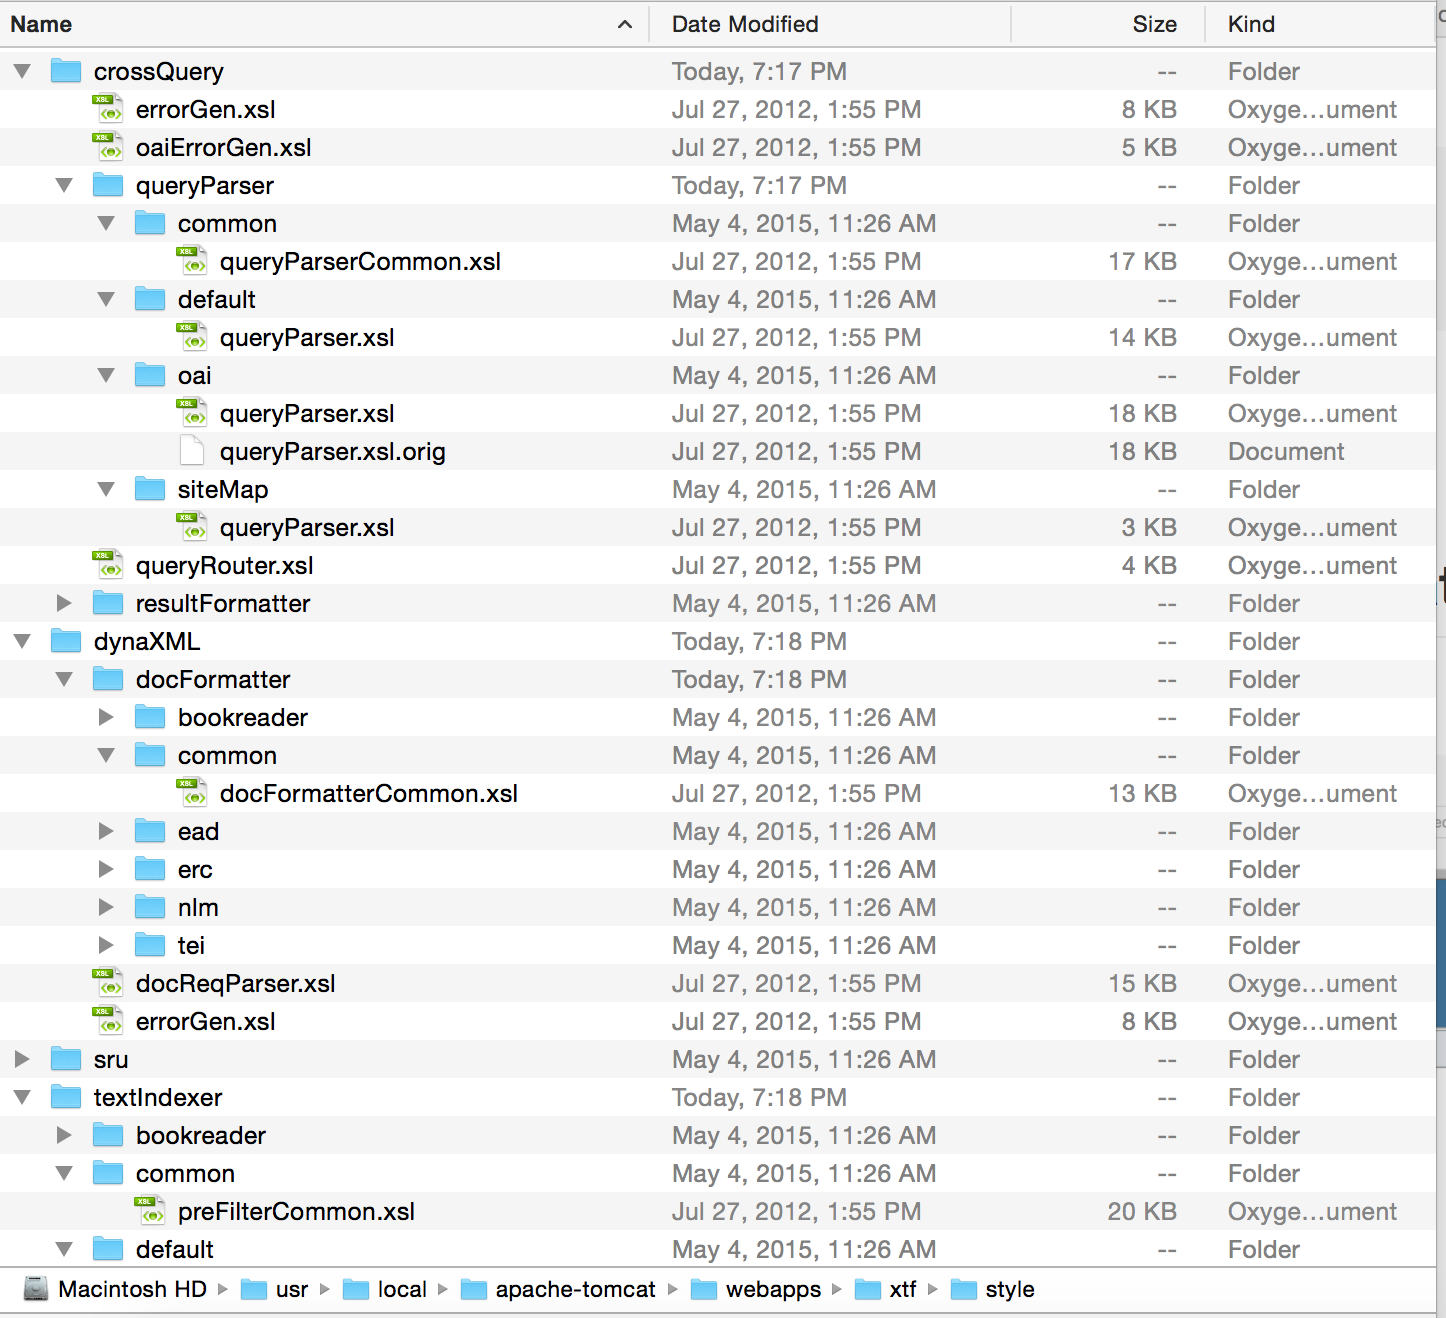 Name Date Modified Size Kind
crossQuery Today, 7:17 PM -- Folder
XSL errorGen.xsl Jul 27, 2012, 1:55 PM 8 KB Oxyge...ument
XSL oaiErrorGen.xsl Jul 27, 2012, 1:55 PM 5 KB Oxyge...ument
queryParser Today, 7:17 PM -- Folder
common May 4, 2015, 11:26 AM -- Folder
XSL queryParserCommon.xsl Jul 27, 2012, 1:55 PM 17 KB Oxyge...ument
default May 4, 2015, 11:26 AM -- Folder
XSL queryParser.xsl Jul 27, 2012, 1:55 PM 14 KB Oxyge...ument
oai May 4, 2015, 11:26 AM -- Folder
XSL queryParser.xsl Jul 27, 2012, 1:55 PM 18 KB Oxyge...ument
queryParser.xsl.orig Jul 27, 2012, 1:55 PM 18 KB Document
siteMap May 4, 2015, 11:26 AM -- Folder
XSL queryParser.xsl Jul 27, 2012, 1:55 PM 3 KB Oxyge...ument
XSL queryRouter.xsl Jul 27, 2012, 1:55 PM 4 KB Oxyge...ument
resultFormatter May 4, 2015, 11:26 AM -- Folder
dynaXML Today, 7:18 PM -- Folder
docFormatter Today, 7:18 PM -- Folder
bookreader May 4, 2015, 11:26 AM -- Folder
common May 4, 2015, 11:26 AM -- Folder
XSL docFormatterCommon.xsl Jul 27, 2012, 1:55 PM 13 KB Oxyge...ument
ead May 4, 2015, 11:26 AM -- Folder
erc May 4, 2015, 11:26 AM -- Folder
nlm May 4, 2015, 11:26 AM -- Folder
tei May 4, 2015, 11:26 AM -- Folder
XSL docReqParser.xsl Jul 27, 2012, 1:55 PM 15 KB Oxyge...ument
XSL errorGen.xsl Jul 27, 2012, 1:55 PM 8 KB Oxyge...ument
sru May 4, 2015, 11:26 AM -- Folder
textIndexer Today, 7:18 PM -- Folder
bookreader May 4, 2015, 11:26 AM -- Folder
common May 4, 2015, 11:26 AM -- Folder
XSL preFilterCommon.xsl Jul 27, 2012, 1:55 PM 20 KB Oxyge...ument
default May 4, 2015, 11:26 AM -- Folder
Macintosh HD usr local apache-tomcat webapps xtf style